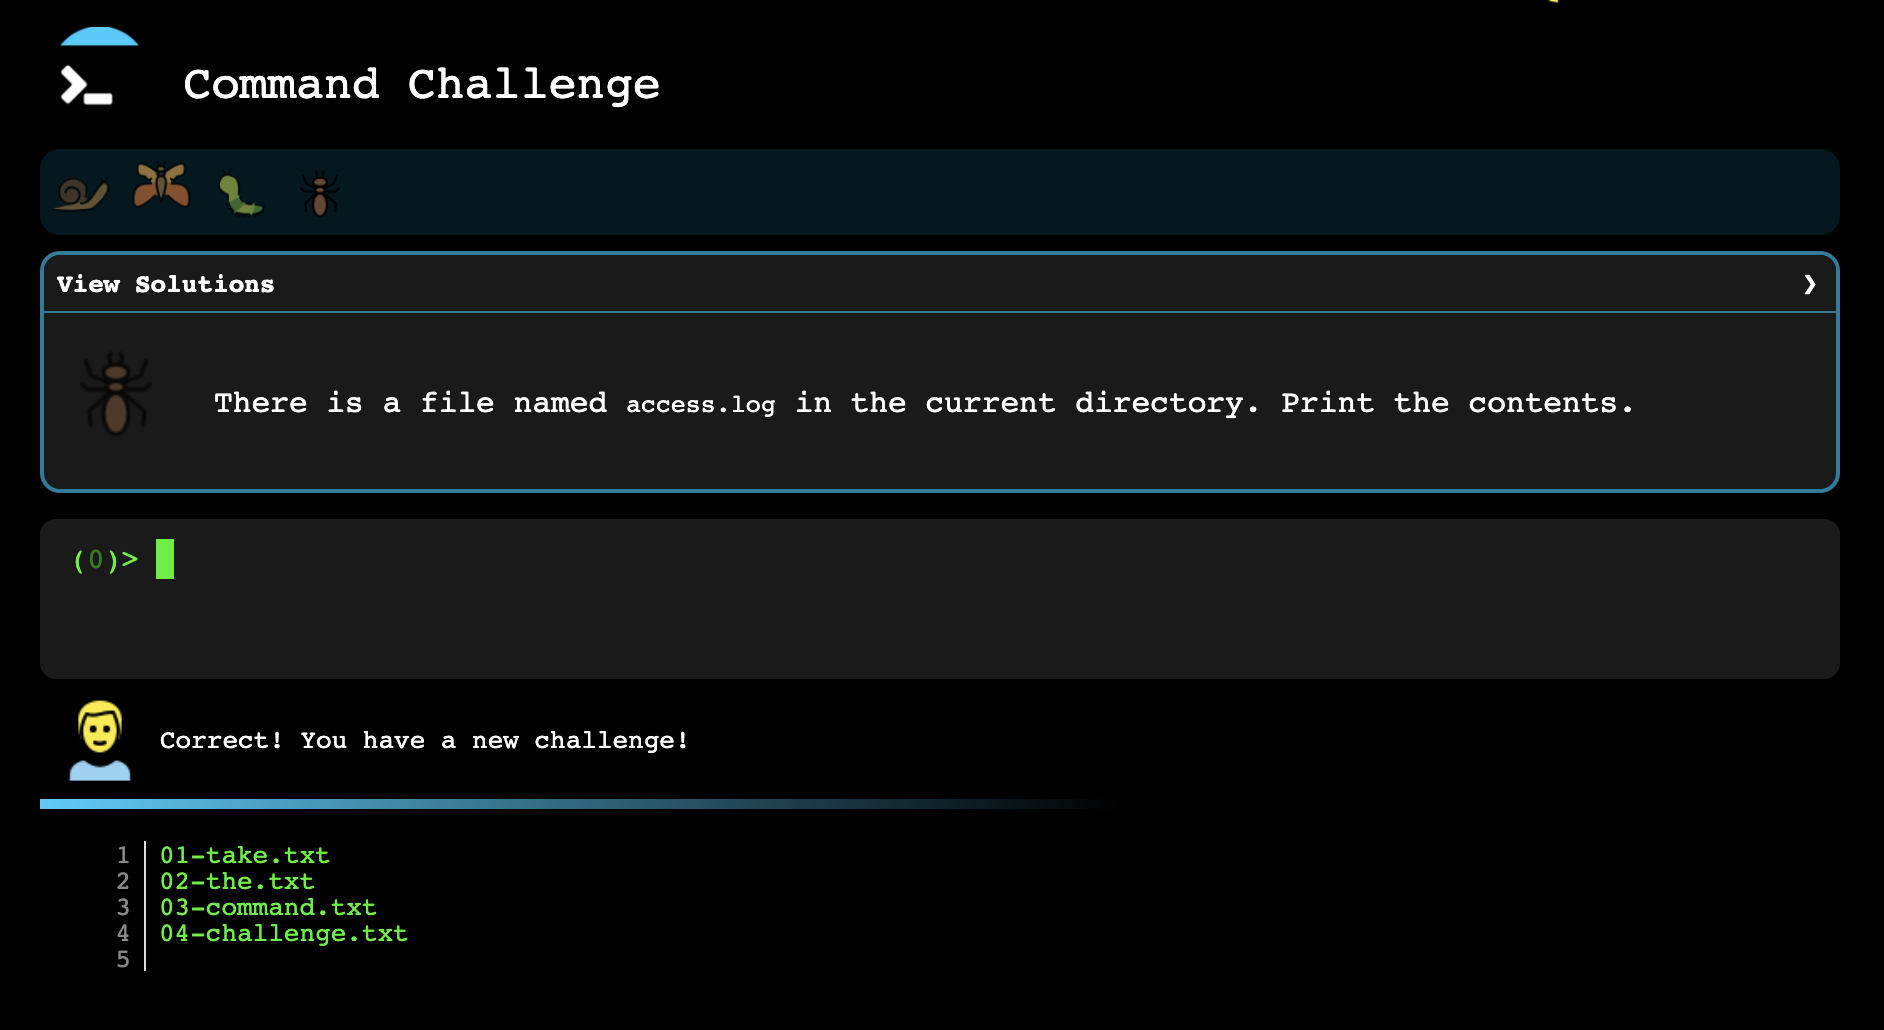 Command Challenge
View Solutions ❯
There is a file named access.log in the current directory. Print the contents.
(0)>
Correct! You have a new challenge!
1 01-take.txt
2 02-the.txt
3 03-command.txt
4 04-challenge.txt
5